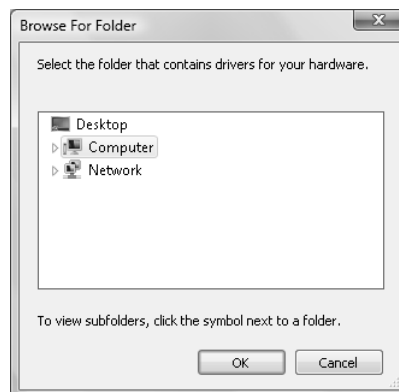 Browse For Folder
Select the folder that contains drivers for your hardware.
Desktop
Computer
Network
To view subfolders, click the symbol next to a folder.
OK Cancel